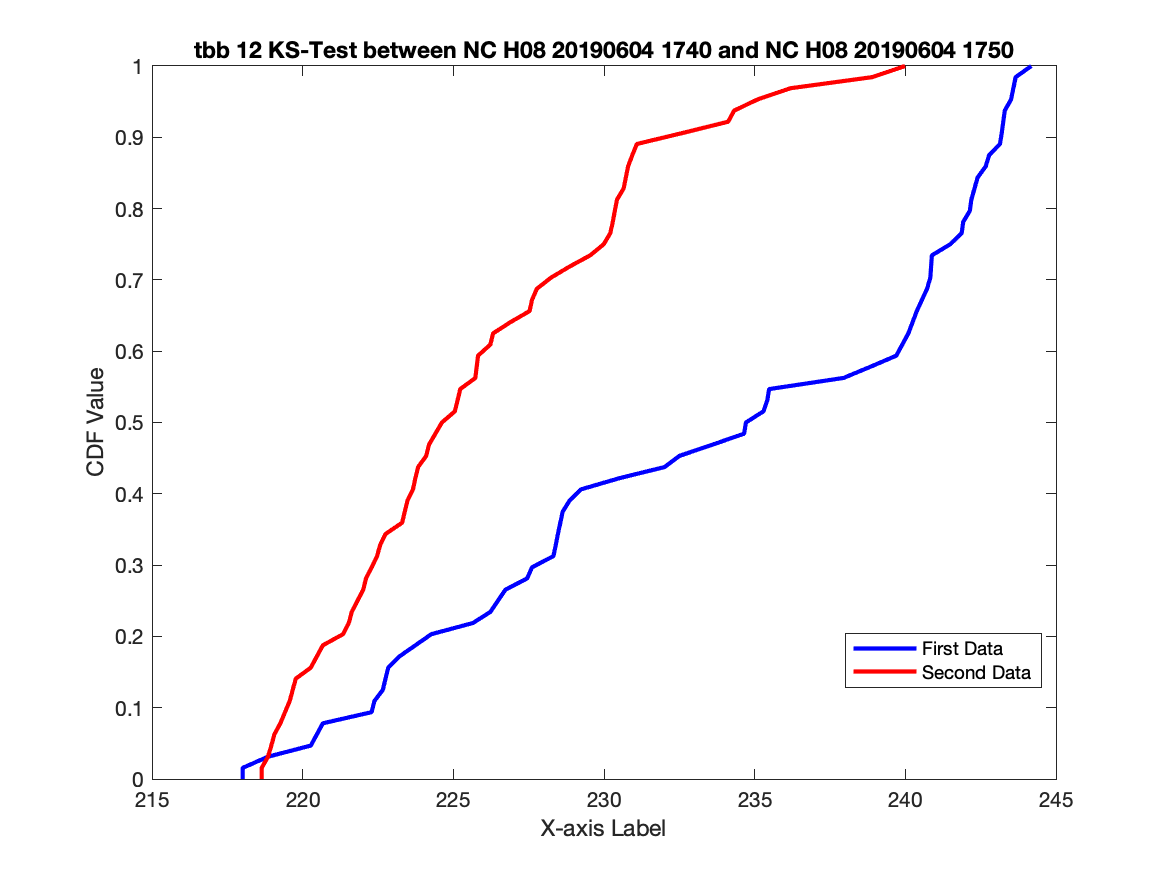 tbb 12 KS-Test between NC H08 20190604 1740 and NC H08 20190604 1750
1
0.9
0.8
0.7
0.6
0.5
0.4
0.3
0.2
0.1
0
CDF Value
First Data
Second Data
215 220 225 230 235 240 245
X-axis Label